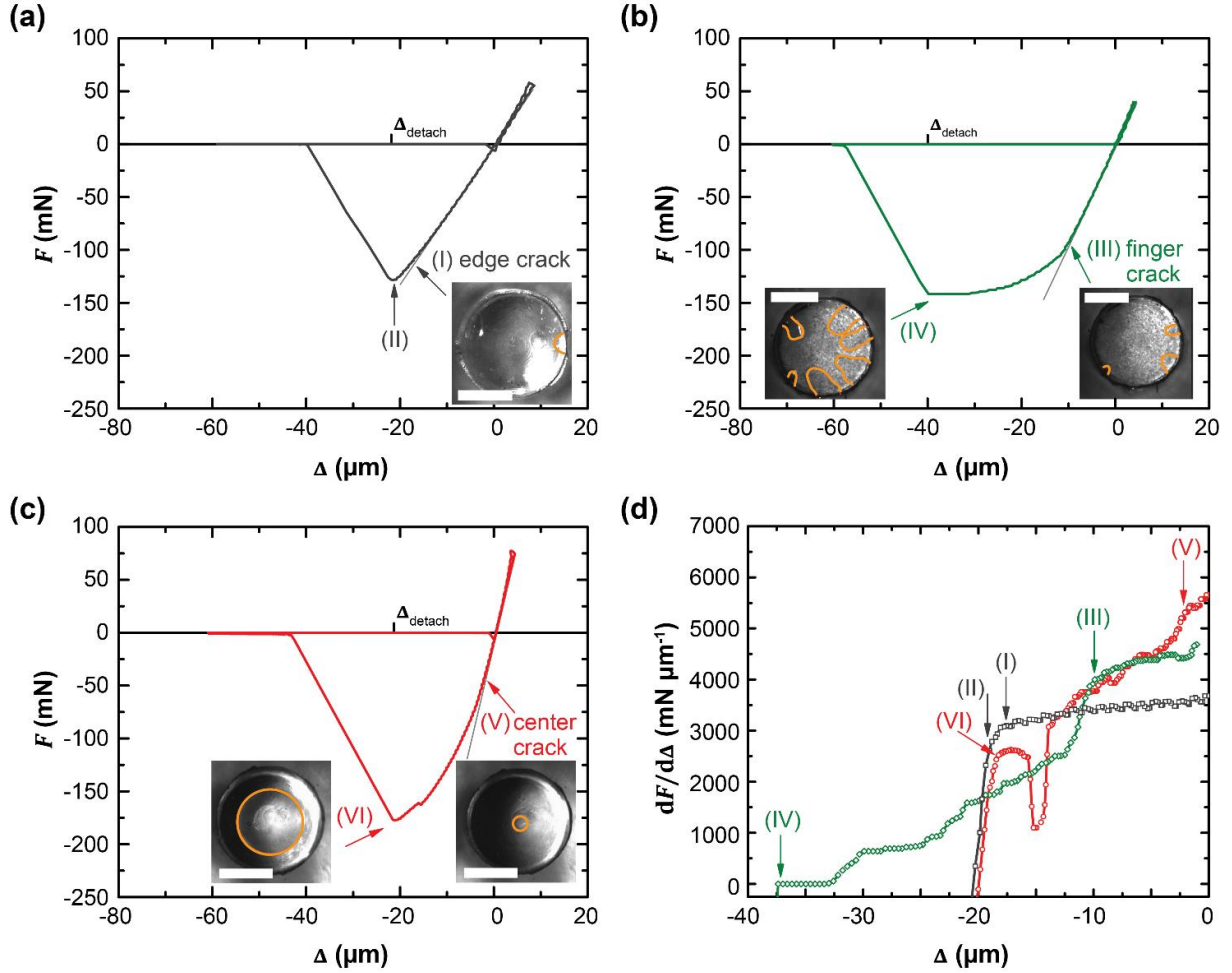 (a)
100
50
0
-50
-100
-150
-200
-250
F (mN)
Δdetach
(I) edge crack
(II)
-80 -60 -40 -20 0 20
Δ (µm)
(b)
100
50
0
-50
-100
-150
-200
-250
F (mN)
Δdetach
(III) finger
crack
(IV)
-80 -60 -40 -20 0 20
Δ (µm)
(c)
100
50
0
-50
-100
-150
-200
-250
F (mN)
Δdetach
(V) center
crack
(VI)
-80 -60 -40 -20 0 20
Δ (µm)
(d)
7000
6000
5000
4000
3000
2000
1000
0
dF/dΔ (mN µm⁻¹)
(V)
(III)
(I)
(II)
(VI)
(IV)
-40 -30 -20 -10 0
Δ (µm)